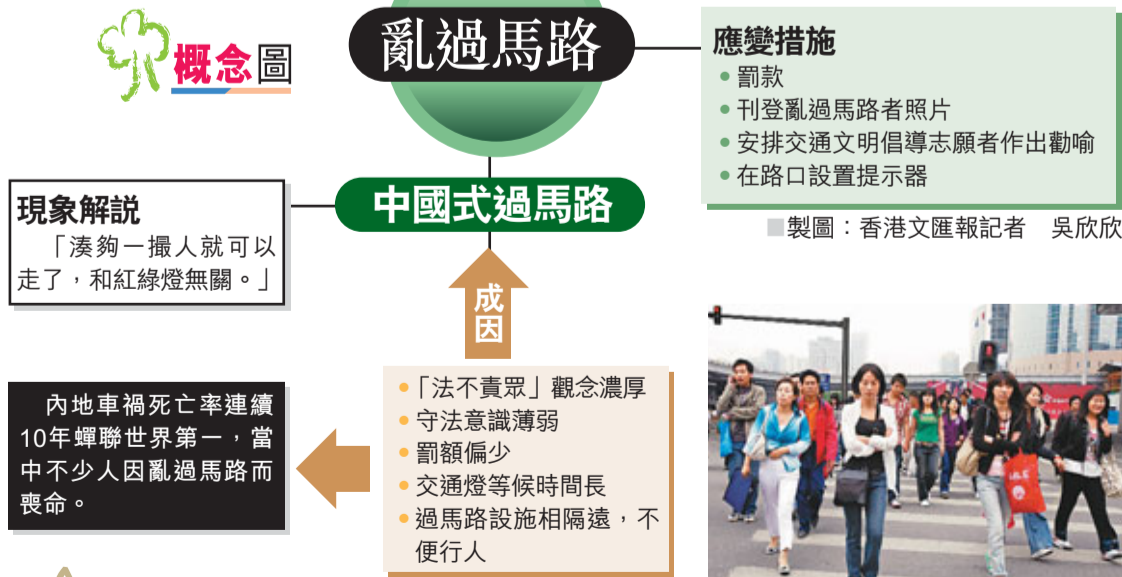 概念圖
亂過馬路
應變措施
•罰款
•刊登亂過馬路者照片
•安排交通文明倡導志願者作出勸喻
•在路口設置提示器
■製圖：香港文匯報記者　吳欣欣
現象解説
「湊夠一撮人就可以
走了，和紅綠燈無關。」
中國式過馬路
成因
•「法不責眾」觀念濃厚
•守法意識薄弱
•罰額偏少
•交通燈等候時間長
•過馬路設施相隔遠，不
便行人
內地車禍死亡率連續
10年蟬聯世界第一，當
中不少人因亂過馬路而
喪命。